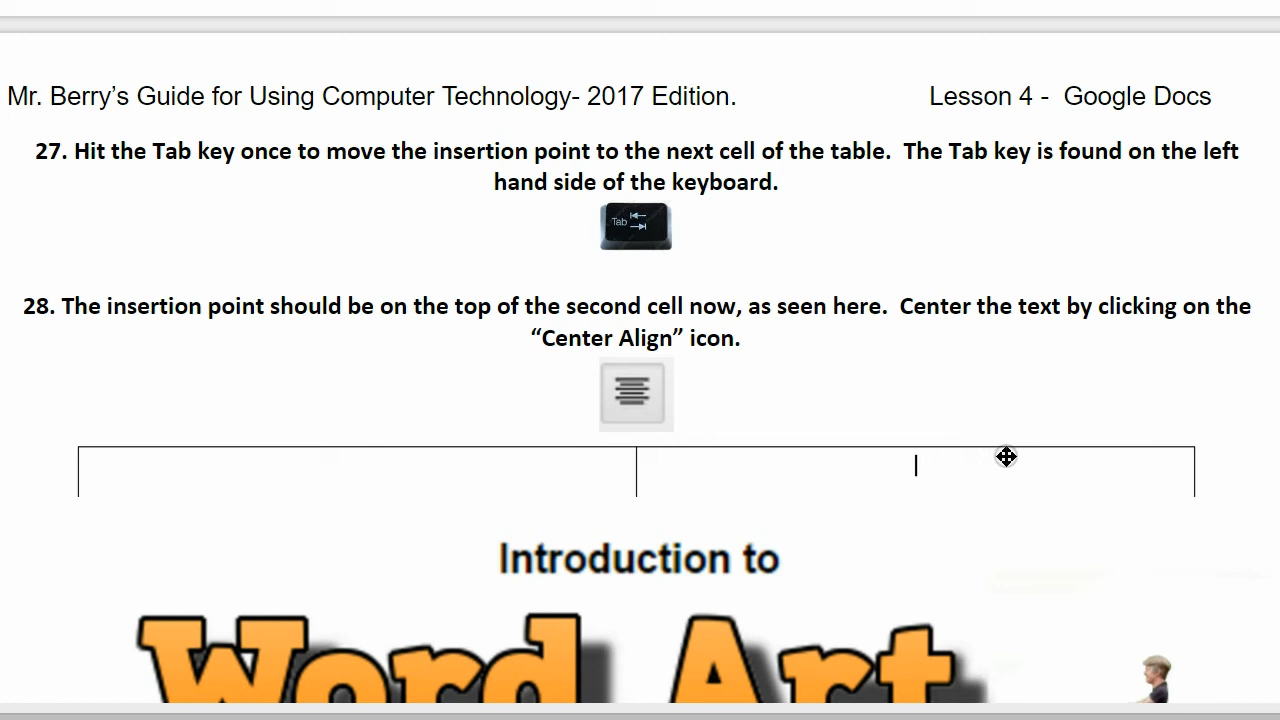 Mr. Berry’s Guide for Using Computer Technology- 2017 Edition. Lesson 4 - Google Docs
27. Hit the Tab key once to move the insertion point to the next cell of the table. The Tab key is found on the left
hand side of the keyboard.
Tab
28. The insertion point should be on the top of the second cell now, as seen here. Center the text by clicking on the
“Center Align” icon.
Introduction to
Word Art